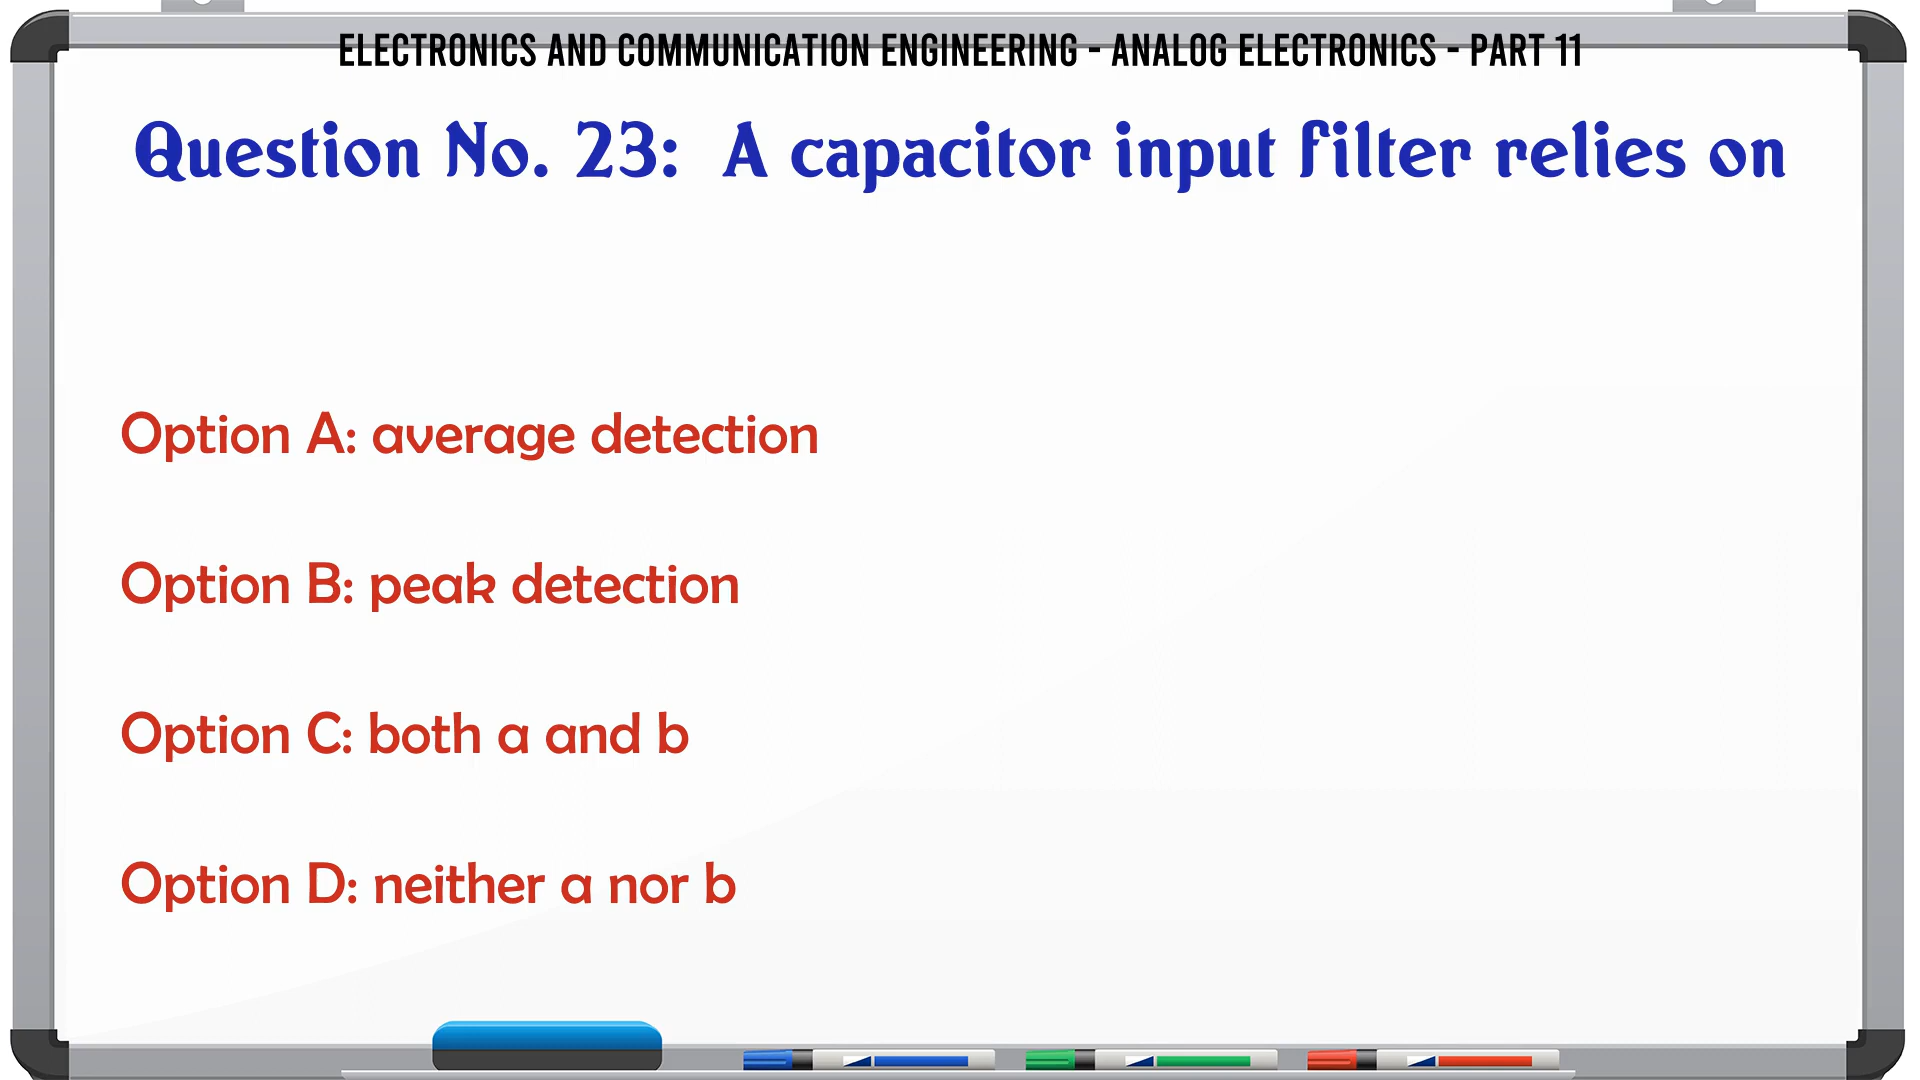 ELECTRONICS AND COMMUNICATION ENGINEERING - ANALOG ELECTRONICS - PART 11
Question No. 23: A capacitor input filter relies on
Option A: average detection
Option B: peak detection
Option C: both a and b
Option D: neither a nor b